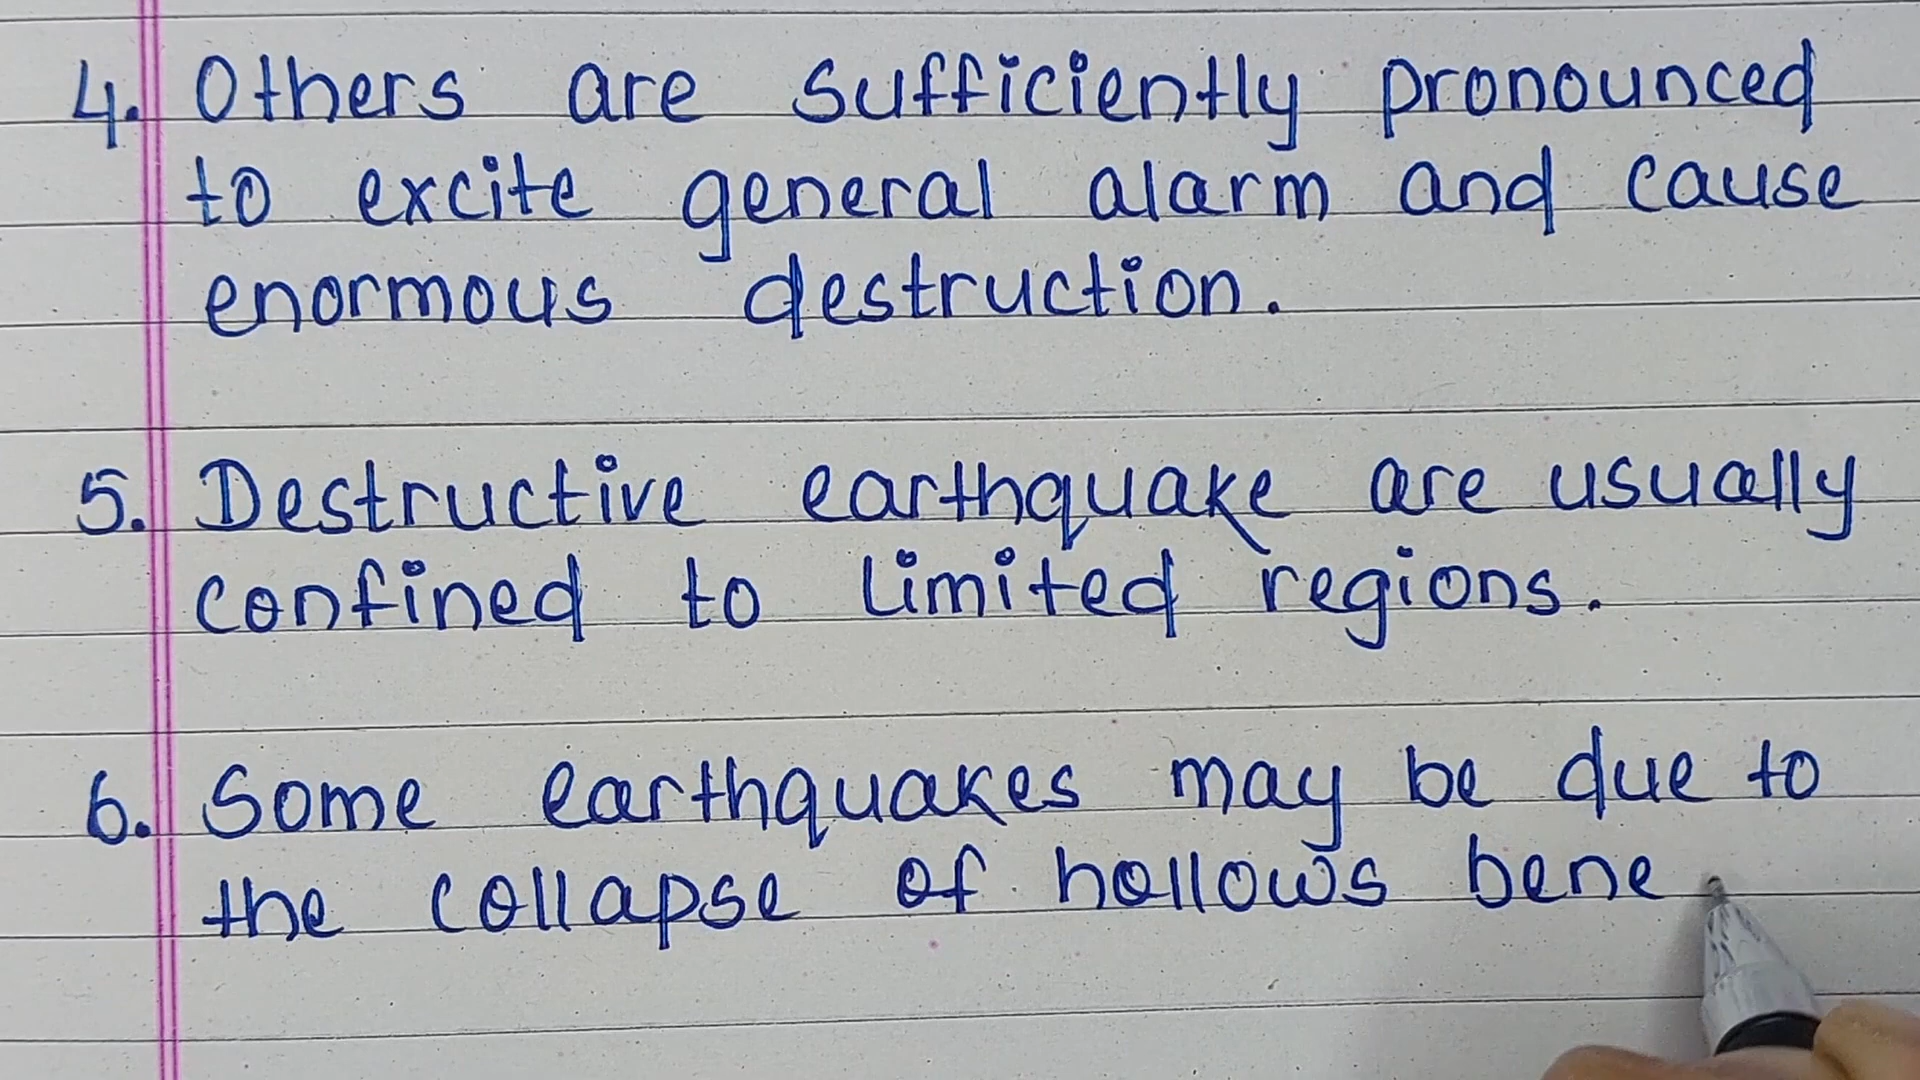 4. Others are sufficiently pronounced
to excite general alarm and cause
enormous destruction.
5. Destructive earthquake are usually
confined to limited regions.
6. Some earthquakes may be due to
the collapse of hollows bene